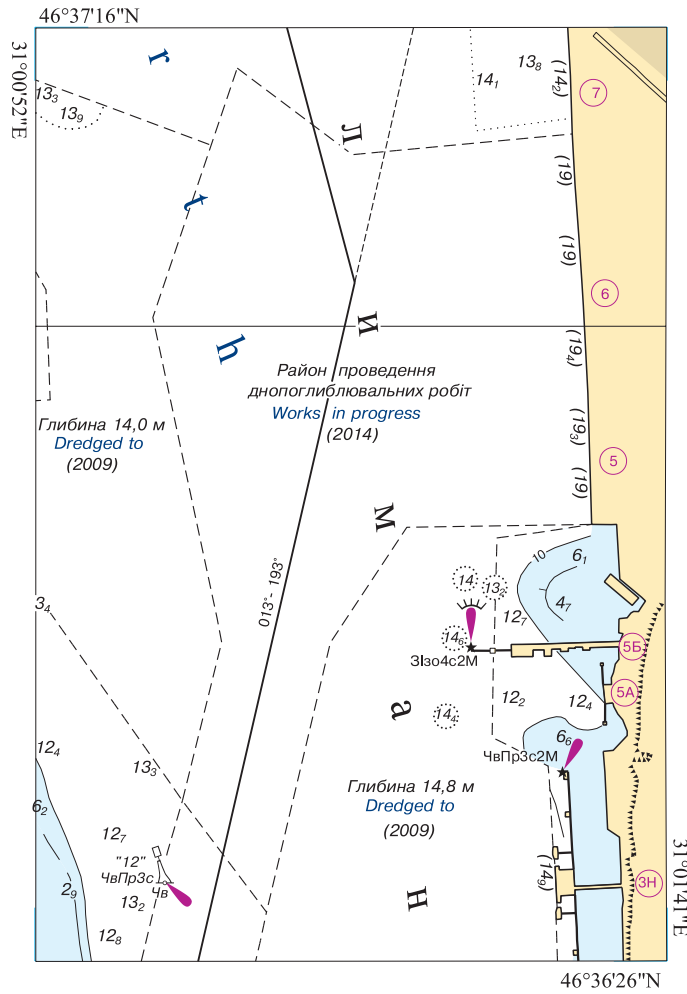 46°37'16"N
31°00'52"E
r
t
h
Л
И
М
а
Н
13₃
13₉
14₁
13₈
(14₂)
7
(19)
(19)
6
(19₄)
Район проведення
днопоглиблювальних робіт
Works in progress
(2014)
Глибина 14,0 м
Dredged to
(2009)
(19₃)
5
(19)
013°- 193°
10
6₁
14
13₂
4₇
12₇
3₄
14₆
5Б
ЗІзо4с2М
5А
12₂
12₄
14₄
12₄
6₆
ЧвПр3с2М
13₃
Глибина 14,8 м
Dredged to
(2009)
6₂
12₇
"12"
ЧвПр3с
Чв
2₉
13₂
(14₉)
3Н
12₈
31°01'41"E
46°36'26"N